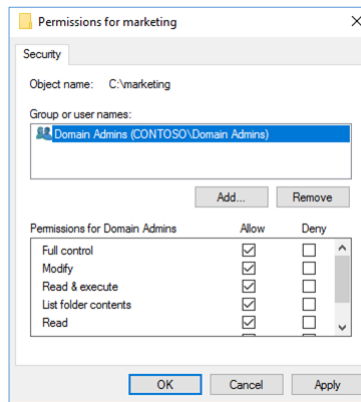 Permissions for marketing
Security
Object name: C:\marketing
Group or user names:
Domain Admins (CONTOSO\Domain Admins)
Add... Remove
Permissions for Domain Admins Allow Deny
Full control
Modify
Read & execute
List folder contents
Read
OK Cancel Apply